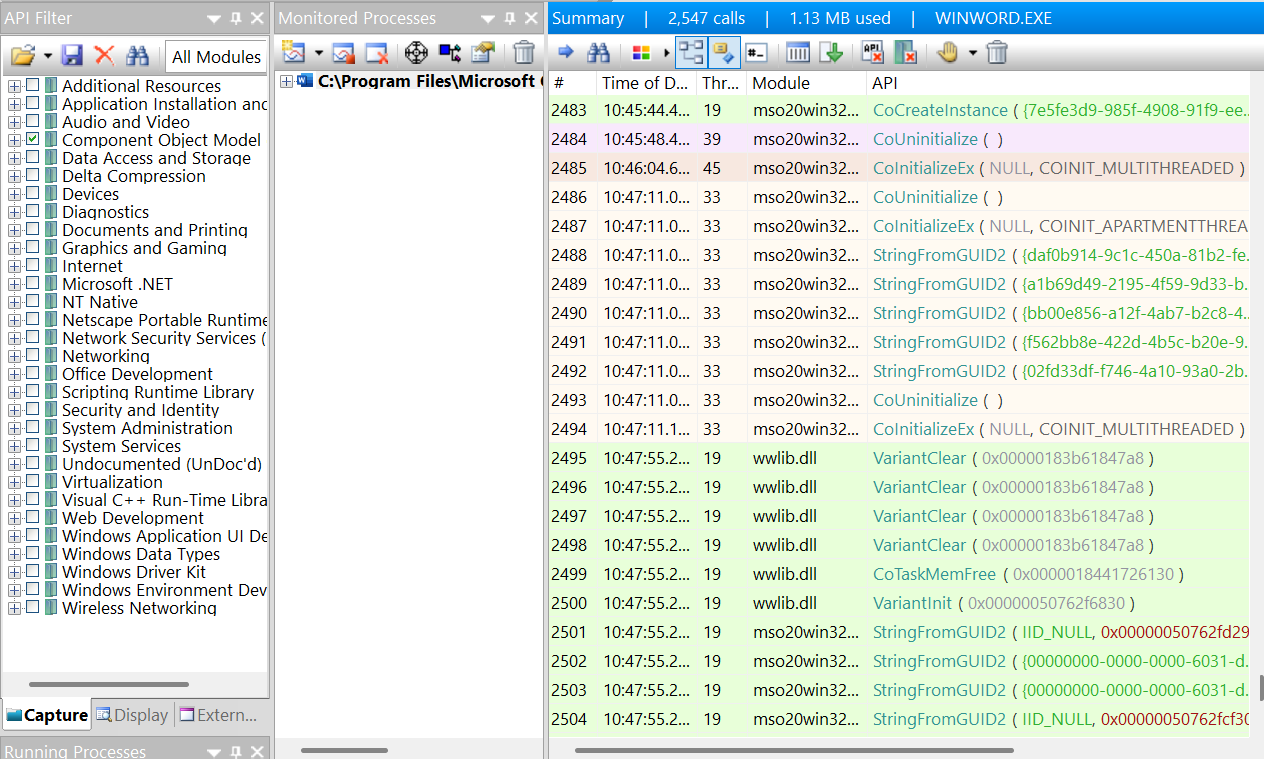 API Filter
All Modules
Additional Resources
Application Installation and
Audio and Video
Component Object Model
Data Access and Storage
Delta Compression
Devices
Diagnostics
Documents and Printing
Graphics and Gaming
Internet
Microsoft .NET
NT Native
Netscape Portable Runtime
Network Security Services (
Networking
Office Development
Scripting Runtime Library
Security and Identity
System Administration
System Services
Undocumented (UnDoc'd)
Virtualization
Visual C++ Run-Time Libra
Web Development
Windows Application UI De
Windows Data Types
Windows Driver Kit
Windows Environment Dev
Wireless Networking
Capture Display Extern...
Running Processes
Monitored Processes
C:\Program Files\Microsoft
Summary | 2,547 calls | 1.13 MB used | WINWORD.EXE
# Time of D... Thr... Module API
2483 10:45:44.4... 19 mso20win32... CoCreateInstance ( {7e5fe3d9-985f-4908-91f9-ee...
2484 10:45:48.4... 39 mso20win32... CoUninitialize ( )
2485 10:46:04.6... 45 mso20win32... CoInitializeEx ( NULL, COINIT_MULTITHREADED )
2486 10:47:11.0... 33 mso20win32... CoUninitialize ( )
2487 10:47:11.0... 33 mso20win32... CoInitializeEx ( NULL, COINIT_APARTMENTTHREA
2488 10:47:11.0... 33 mso20win32... StringFromGUID2 ( {daf0b914-9c1c-450a-81b2-fe...
2489 10:47:11.0... 33 mso20win32... StringFromGUID2 ( {a1b69d49-2195-4f59-9d33-b...
2490 10:47:11.0... 33 mso20win32... StringFromGUID2 ( {bb00e856-a12f-4ab7-b2c8-4...
2491 10:47:11.0... 33 mso20win32... StringFromGUID2 ( {f562bb8e-422d-4b5c-b20e-9...
2492 10:47:11.0... 33 mso20win32... StringFromGUID2 ( {02fd33df-f746-4a10-93a0-2b...
2493 10:47:11.0... 33 mso20win32... CoUninitialize ( )
2494 10:47:11.1... 33 mso20win32... CoInitializeEx ( NULL, COINIT_MULTITHREADED )
2495 10:47:55.2... 19 wwlib.dll VariantClear ( 0x00000183b61847a8 )
2496 10:47:55.2... 19 wwlib.dll VariantClear ( 0x00000183b61847a8 )
2497 10:47:55.2... 19 wwlib.dll VariantClear ( 0x00000183b61847a8 )
2498 10:47:55.2... 19 wwlib.dll VariantClear ( 0x00000183b61847a8 )
2499 10:47:55.2... 19 wwlib.dll CoTaskMemFree ( 0x0000018441726130 )
2500 10:47:55.2... 19 wwlib.dll VariantInit ( 0x00000050762f6830 )
2501 10:47:55.2... 19 mso20win32... StringFromGUID2 ( IID_NULL, 0x00000050762fd29
2502 10:47:55.2... 19 mso20win32... StringFromGUID2 ( {00000000-0000-0000-6031-d...
2503 10:47:55.2... 19 mso20win32... StringFromGUID2 ( {00000000-0000-0000-6031-d...
2504 10:47:55.2... 19 mso20win32... StringFromGUID2 ( IID_NULL, 0x00000050762fcf30